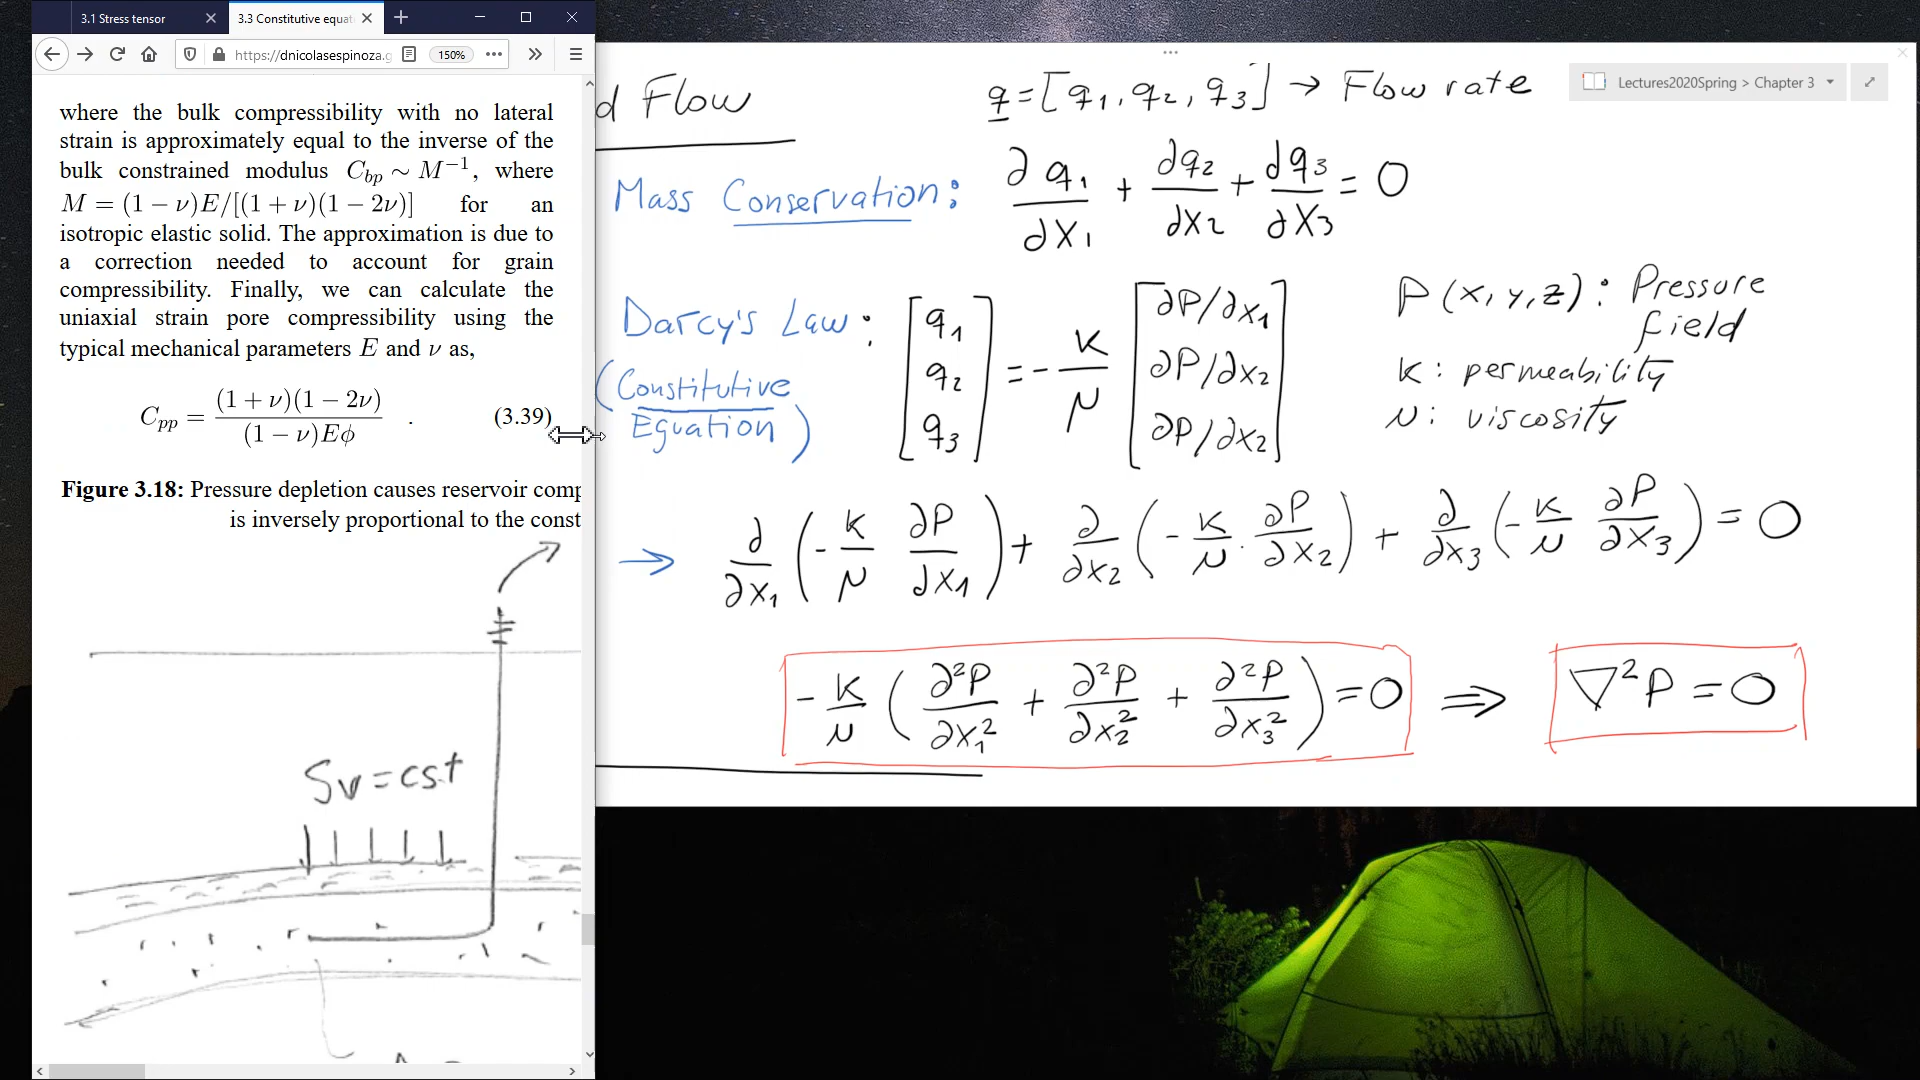 3.1 Stress tensor
3.3 Constitutive equat
https://dnicolasespinoza.g
150%
where the bulk compressibility with no lateral
strain is approximately equal to the inverse of the
bulk constrained modulus C_bp ∼ M^−1, where
M = (1 − ν)E/[(1 + ν)(1 − 2ν)] for an
isotropic elastic solid. The approximation is due to
a correction needed to account for grain
compressibility. Finally, we can calculate the
uniaxial strain pore compressibility using the
typical mechanical parameters E and ν as,
C_pp = (1 + ν)(1 − 2ν) / (1 − ν)Eϕ . (3.39)
Figure 3.18: Pressure depletion causes reservoir comp
is inversely proportional to the const
Sv = cst
d Flow
q = [q1, q2, q3] → Flow rate
Lectures2020Spring > Chapter 3
Mass Conservation: ∂q1/∂x1 + ∂q2/∂x2 + ∂q3/∂x3 = 0
Darcy's Law: [q1 q2 q3] = - K/μ [∂P/∂x1 ∂P/∂x2 ∂P/∂x2]
(Constitutive
Equation)
P(x,y,z): Pressure
field
K: permeability
μ: viscosity
→ ∂/∂x1 (- K/μ ∂P/∂x1) + ∂/∂x2 (- K/μ · ∂P/∂x2) + ∂/∂x3 (- K/μ ∂P/∂x3) = 0
- K/μ (∂²P/∂x1² + ∂²P/∂x2² + ∂²P/∂x3²) = 0 ⇒ ∇²P = 0